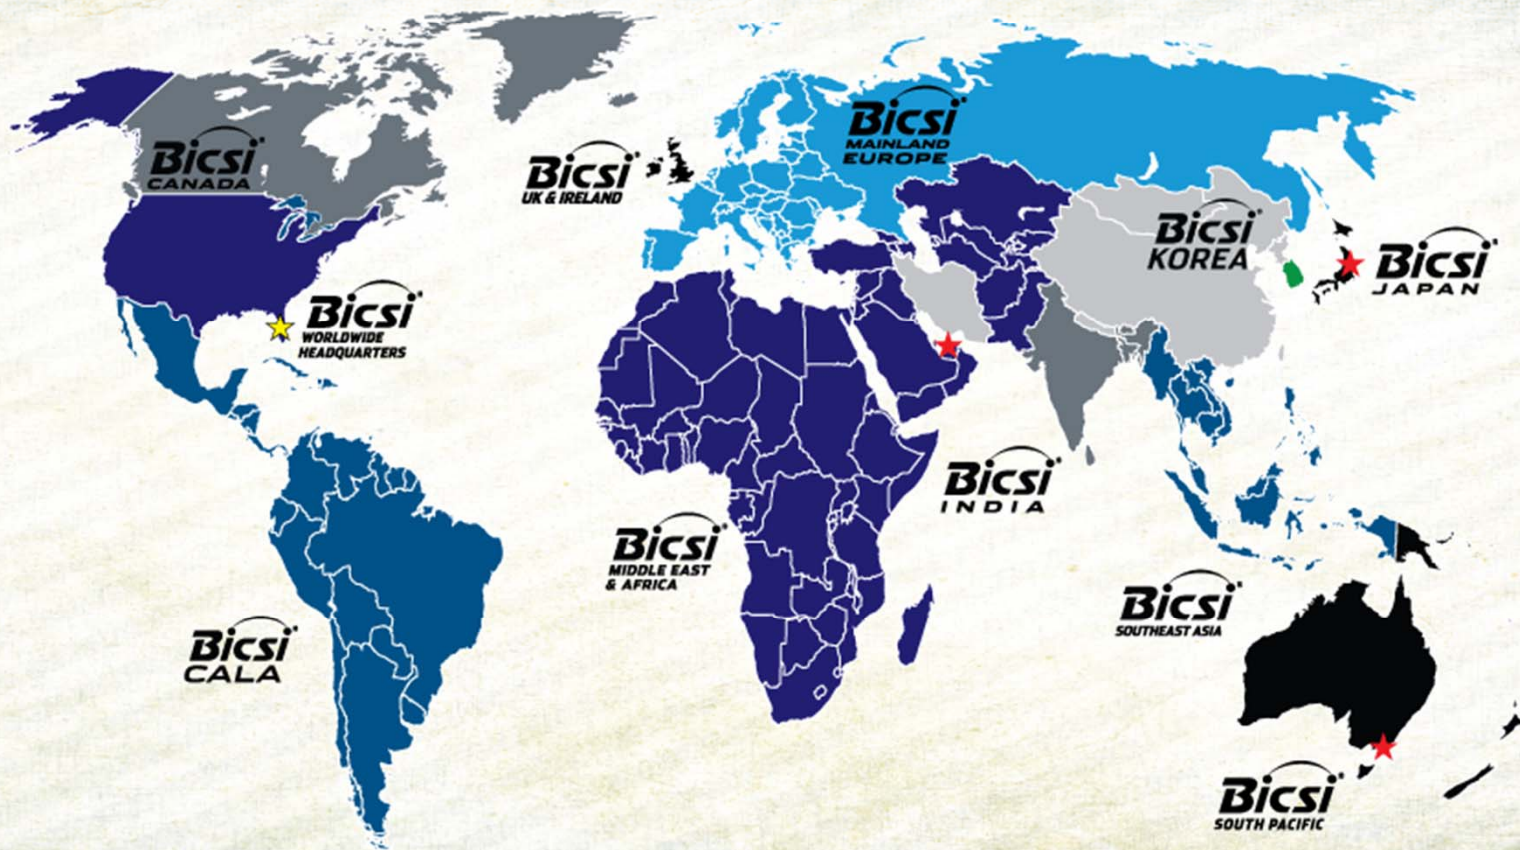 Bicsi
CANADA
Bicsi
WORLDWIDE
HEADQUARTERS
Bicsi
CALA
Bicsi
UK & IRELAND
Bicsi
MAINLAND
EUROPE
Bicsi
MIDDLE EAST
& AFRICA
Bicsi
INDIA
Bicsi
KOREA
Bicsi
JAPAN
Bicsi
SOUTHEAST ASIA
Bicsi
SOUTH PACIFIC